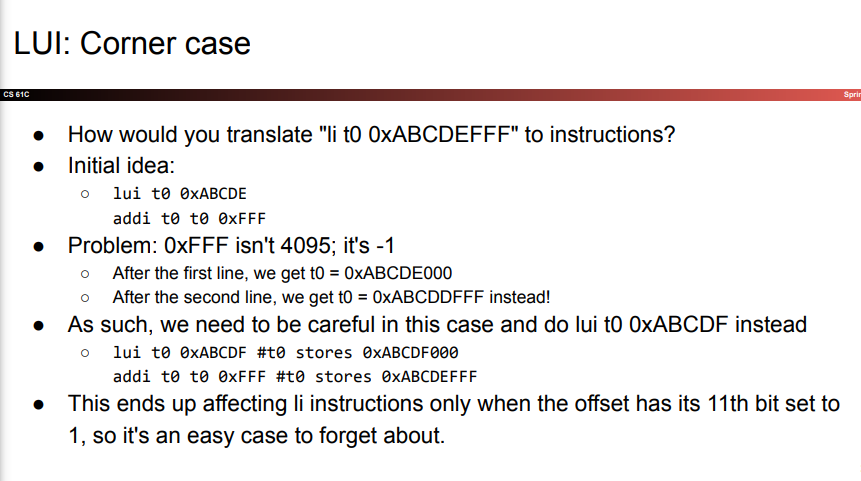 LUI: Corner case
CS 61C
● How would you translate "li t0 0xABCDEFFF" to instructions?
● Initial idea:
○ lui t0 0xABCDE
addi t0 t0 0xFFF
● Problem: 0xFFF isn't 4095; it's -1
○ After the first line, we get t0 = 0xABCDE000
○ After the second line, we get t0 = 0xABCDDFFF instead!
● As such, we need to be careful in this case and do lui t0 0xABCDF instead
○ lui t0 0xABCDF #t0 stores 0xABCDF000
addi t0 t0 0xFFF #t0 stores 0xABCDEFFF
● This ends up affecting li instructions only when the offset has its 11th bit set to
1, so it's an easy case to forget about.